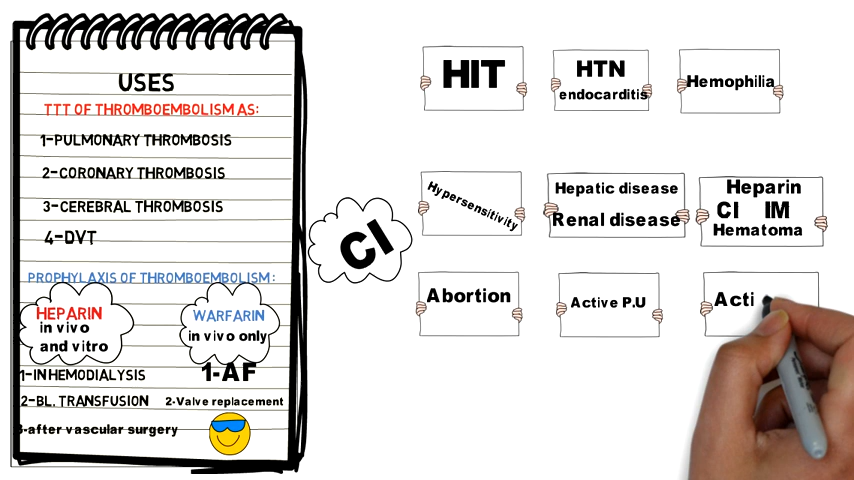 USES
TTT OF THROMBOEMBOLISM AS:
1-PULMONARY THROMBOSIS
2-CORONARY THROMBOSIS
3-CEREBRAL THROMBOSIS
4-DVT
PROPHYLAXIS OF THROMBOEMBOLISM:
HEPARIN
in vivo
and vitro
1-INHEMODIALYSIS
2-BL. TRANSFUSION
3-after vascular surgery
WARFARIN
in vivo only
1-AF
2-Valve replacement
CI
HIT
HTN
endocarditis
Hemophilia
Hypersensitivity
Hepatic disease
Renal disease
Heparin
CI IM
Hematoma
Abortion
Active P.U
Acti